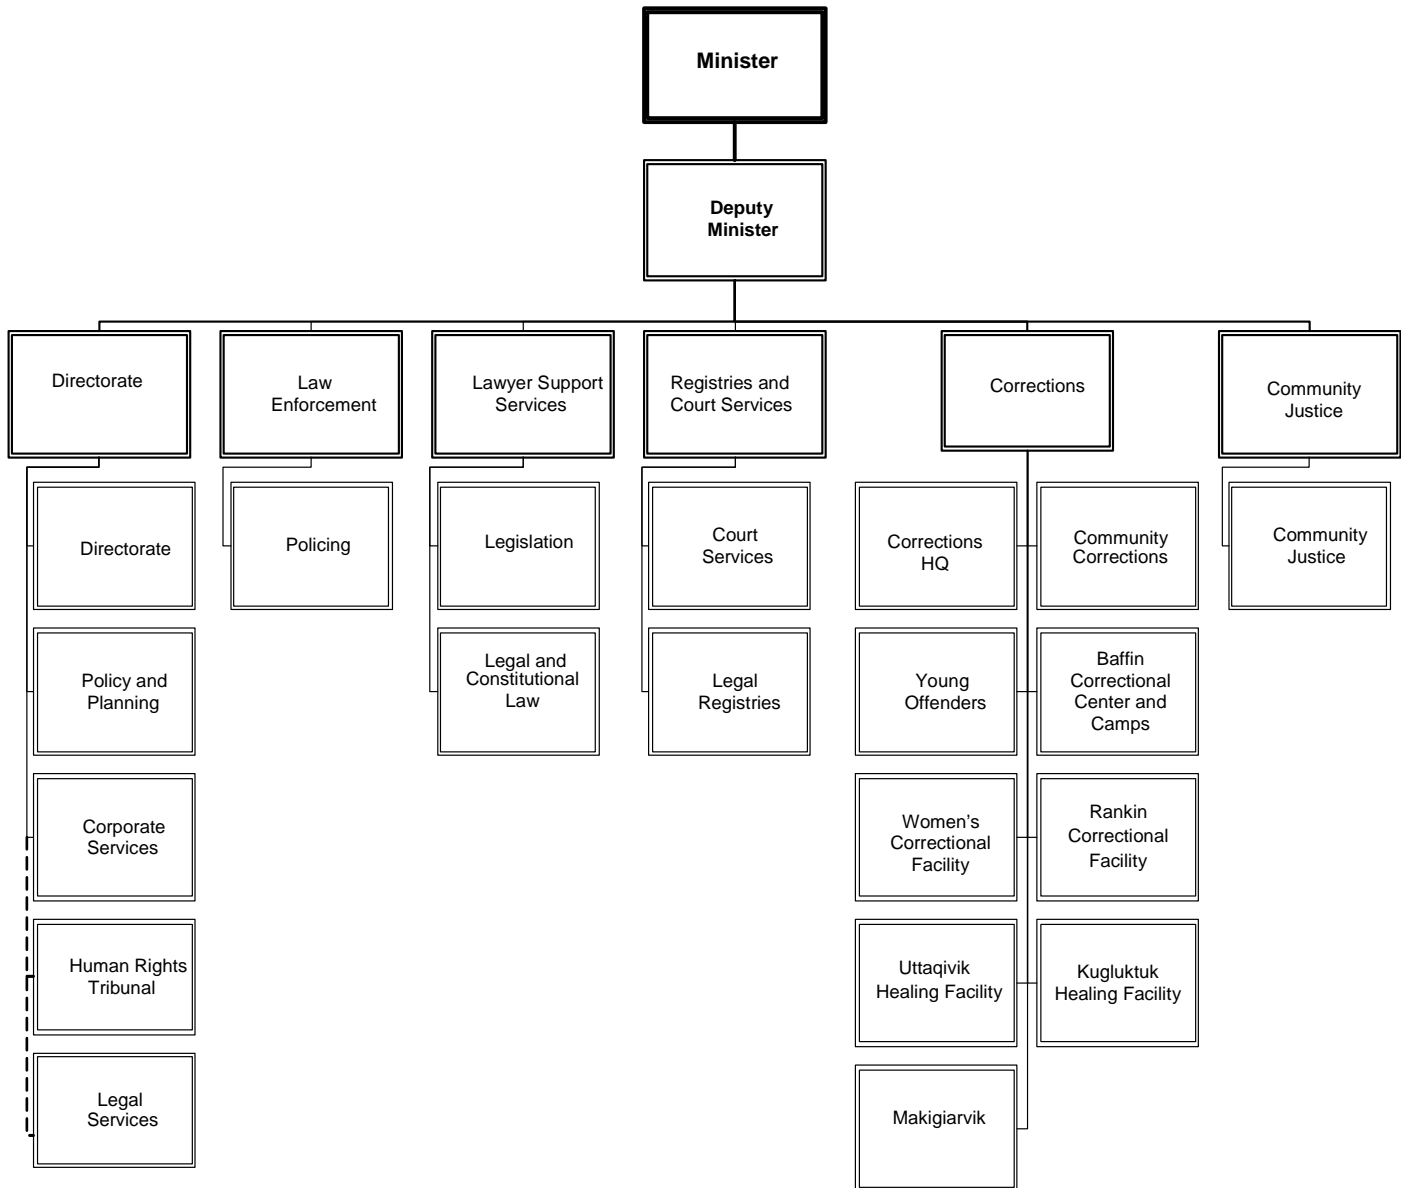 Minister
Deputy
Minister
Directorate
Law
Enforcement
Lawyer Support
Services
Registries and
Court Services
Corrections
Community
Justice
Directorate
Policing
Legislation
Court
Services
Corrections
HQ
Community
Corrections
Community
Justice
Policy and
Planning
Legal and
Constitutional
Law
Legal
Registries
Young
Offenders
Baffin
Correctional
Center and
Camps
Corporate
Services
Women's
Correctional
Facility
Rankin
Correctional
Facility
Human Rights
Tribunal
Uttaqivik
Healing Facility
Kugluktuk
Healing Facility
Legal
Services
Makigiarvik